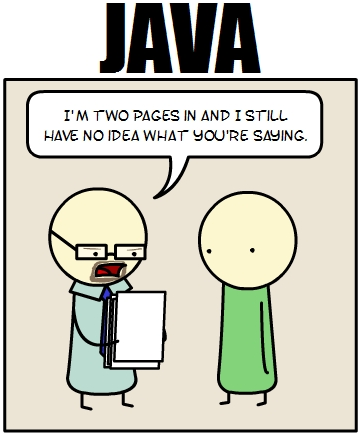 JAVA
I'M TWO PAGES IN AND I STILL
HAVE NO IDEA WHAT YOU'RE SAYING.